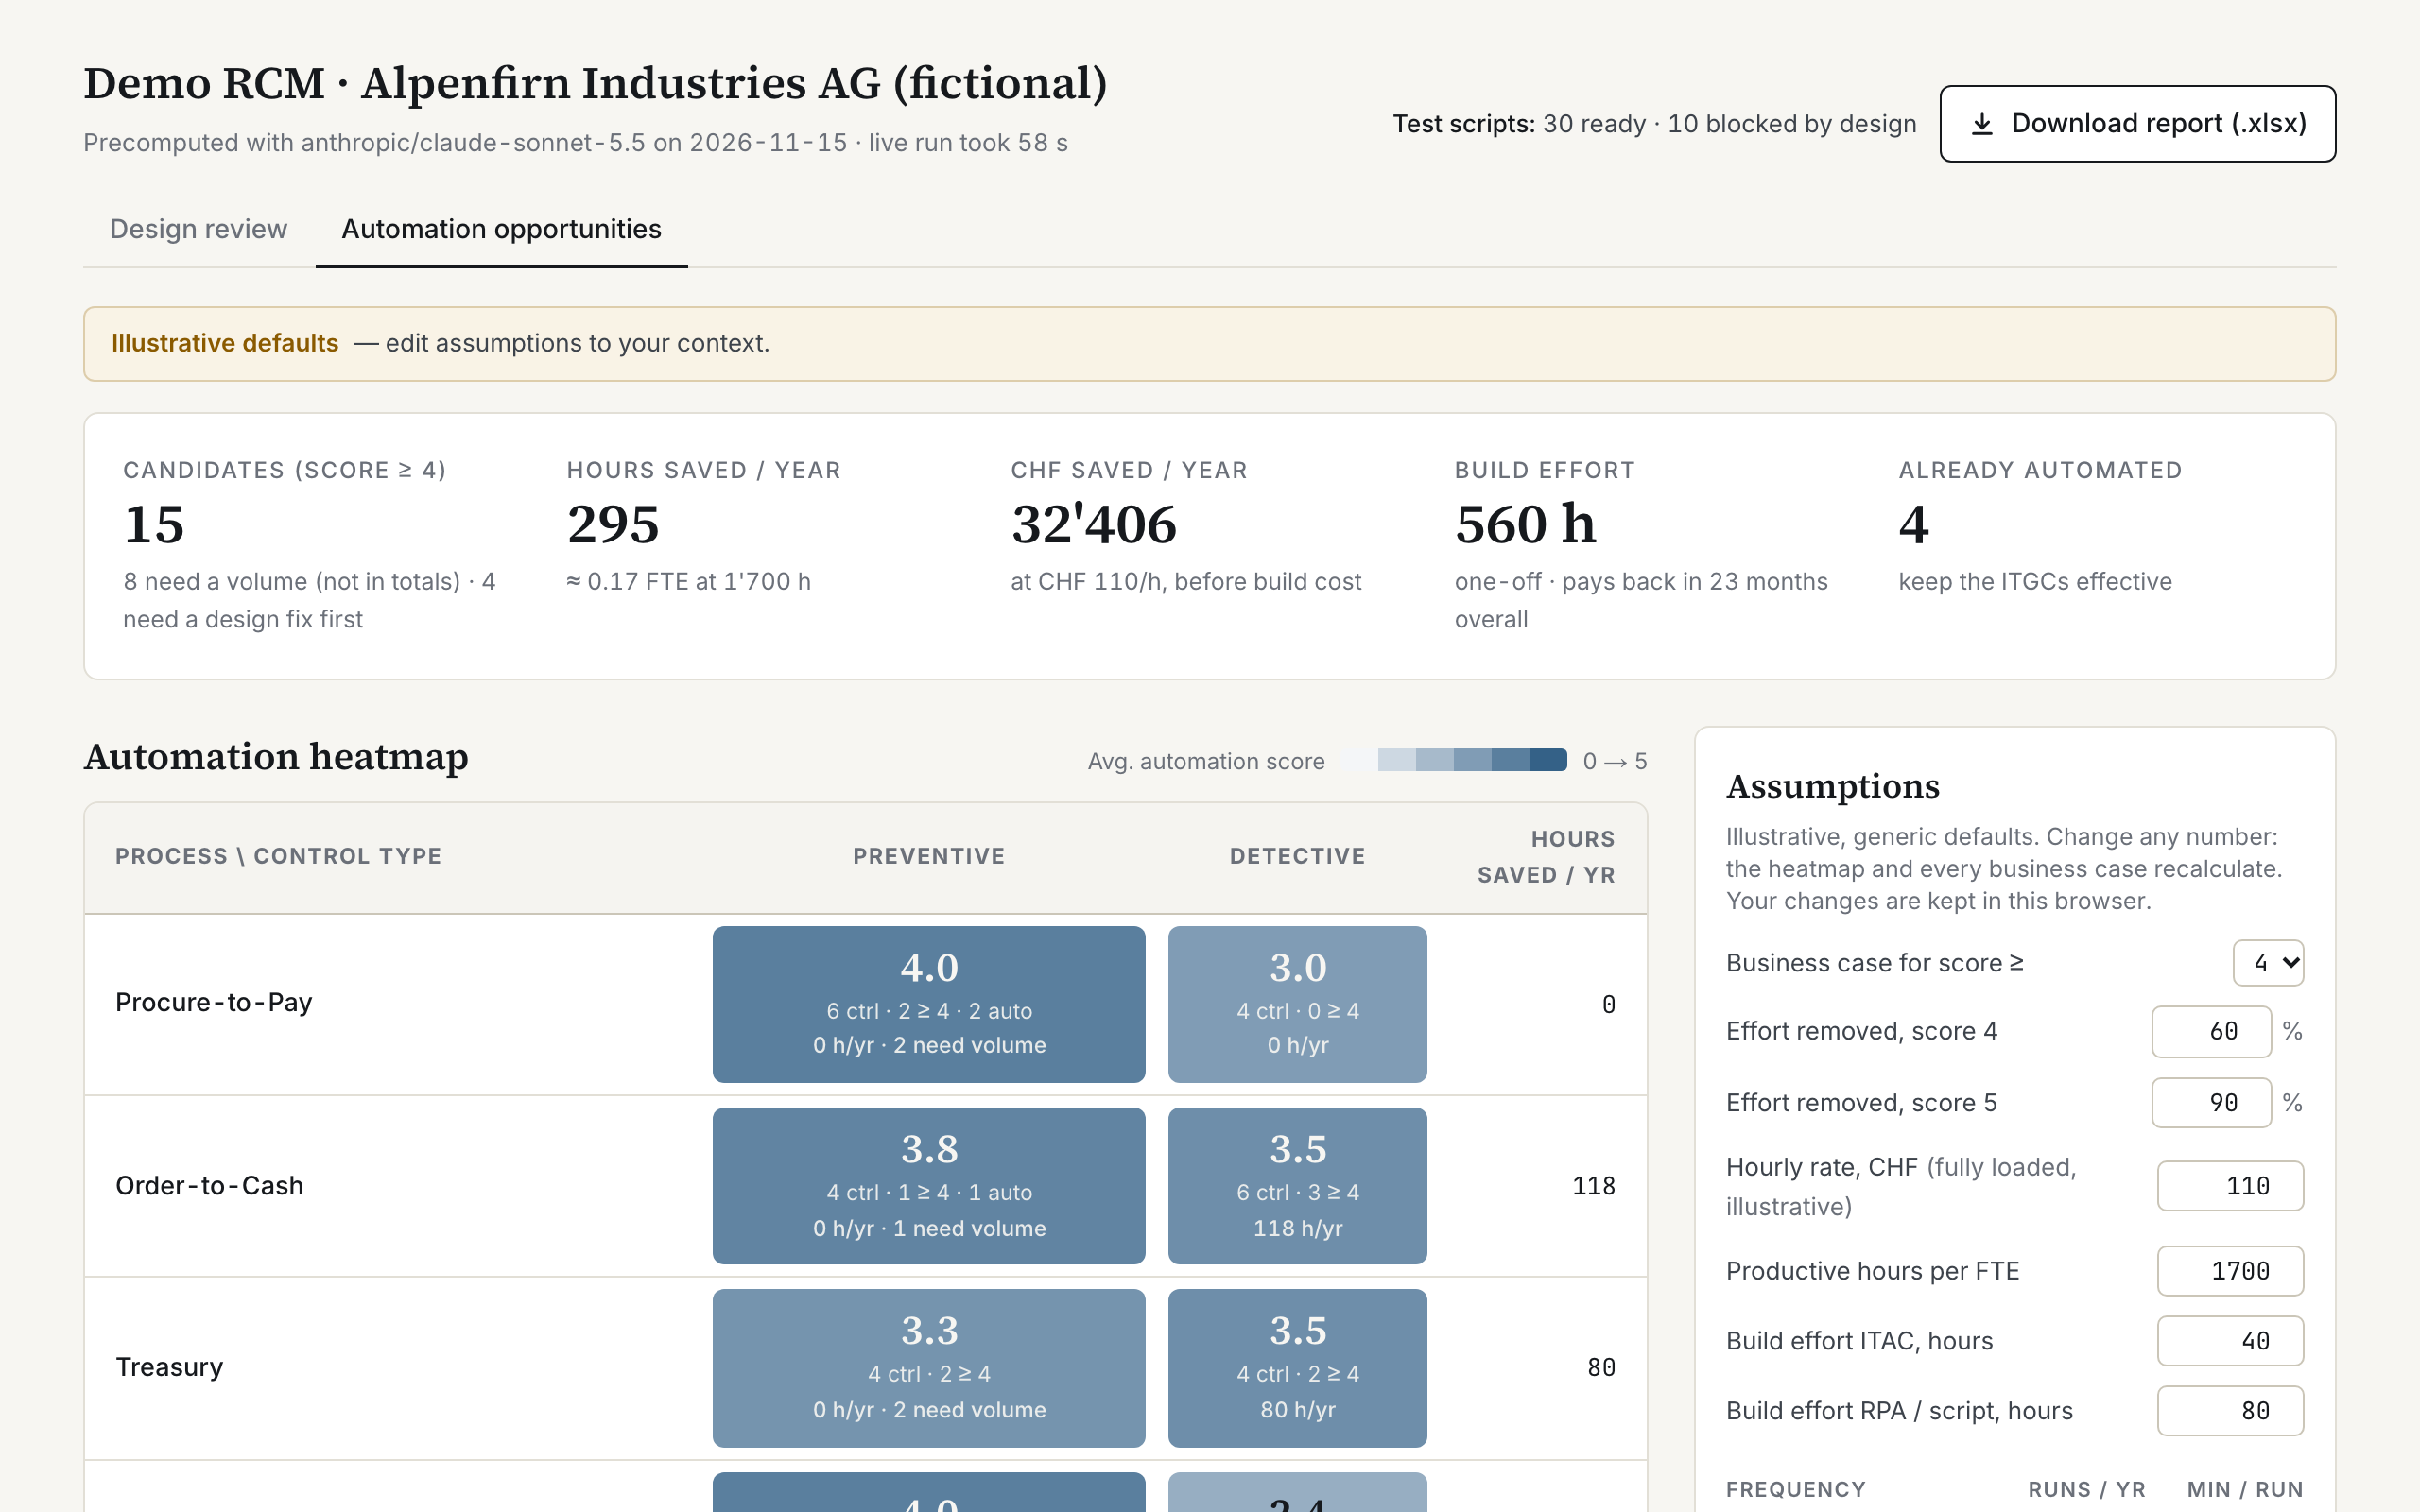 Demo RCM · Alpenfirn Industries AG (fictional)
Precomputed with anthropic/claude-sonnet-5.5 on 2026-11-15 · live run took 58 s
Test scripts: 30 ready · 10 blocked by design
Download report (.xlsx)
Design review
Automation opportunities
Illustrative defaults — edit assumptions to your context.
CANDIDATES (SCORE ≥ 4)
15
8 need a volume (not in totals) · 4
need a design fix first
HOURS SAVED / YEAR
295
≈ 0.17 FTE at 1'700 h
CHF SAVED / YEAR
32'406
at CHF 110/h, before build cost
BUILD EFFORT
560 h
one-off · pays back in 23 months
overall
ALREADY AUTOMATED
4
keep the ITGCs effective
Automation heatmap
Avg. automation score 0 → 5
PROCESS \ CONTROL TYPE
PREVENTIVE
DETECTIVE
HOURS
SAVED / YR
Procure-to-Pay
4.0
6 ctrl · 2 ≥ 4 · 2 auto
0 h/yr · 2 need volume
3.0
4 ctrl · 0 ≥ 4
0 h/yr
0
Order-to-Cash
3.8
4 ctrl · 1 ≥ 4 · 1 auto
0 h/yr · 1 need volume
3.5
6 ctrl · 3 ≥ 4
118 h/yr
118
Treasury
3.3
4 ctrl · 2 ≥ 4
0 h/yr · 2 need volume
3.5
4 ctrl · 2 ≥ 4
80 h/yr
80
4.0
Assumptions
Illustrative, generic defaults. Change any number:
the heatmap and every business case recalculate.
Your changes are kept in this browser.
Business case for score ≥ 4
Effort removed, score 4 60 %
Effort removed, score 5 90 %
Hourly rate, CHF (fully loaded,
illustrative) 110
Productive hours per FTE 1700
Build effort ITAC, hours 40
Build effort RPA / script, hours 80
FREQUENCY RUNS / YR MIN / RUN